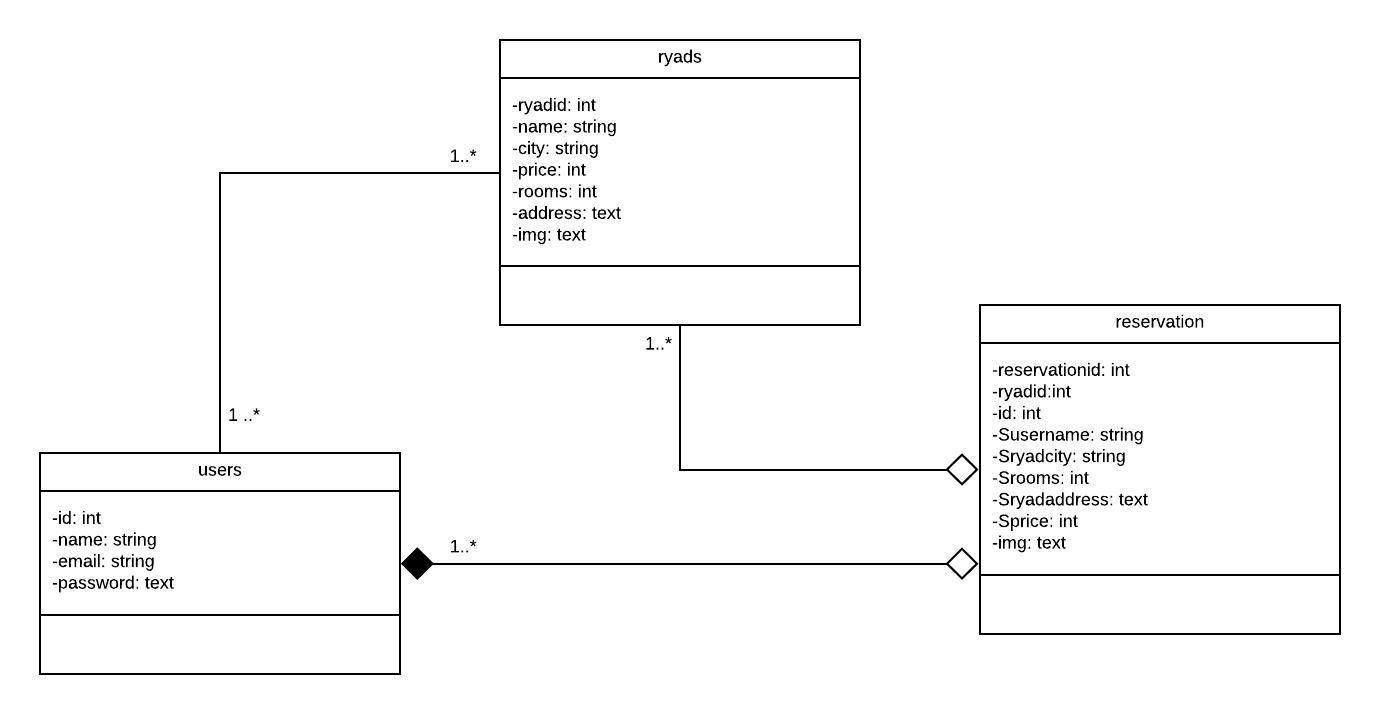 ryads
-ryadid: int
-name: string
-city: string
-price: int
-rooms: int
-address: text
-img: text
1..*
1 ..*
1..*
users
-id: int
-name: string
-email: string
-password: text
1..*
reservation
-reservationid: int
-ryadid:int
-id: int
-Susername: string
-Sryadcity: string
-Srooms: int
-Sryadaddress: text
-Sprice: int
-img: text